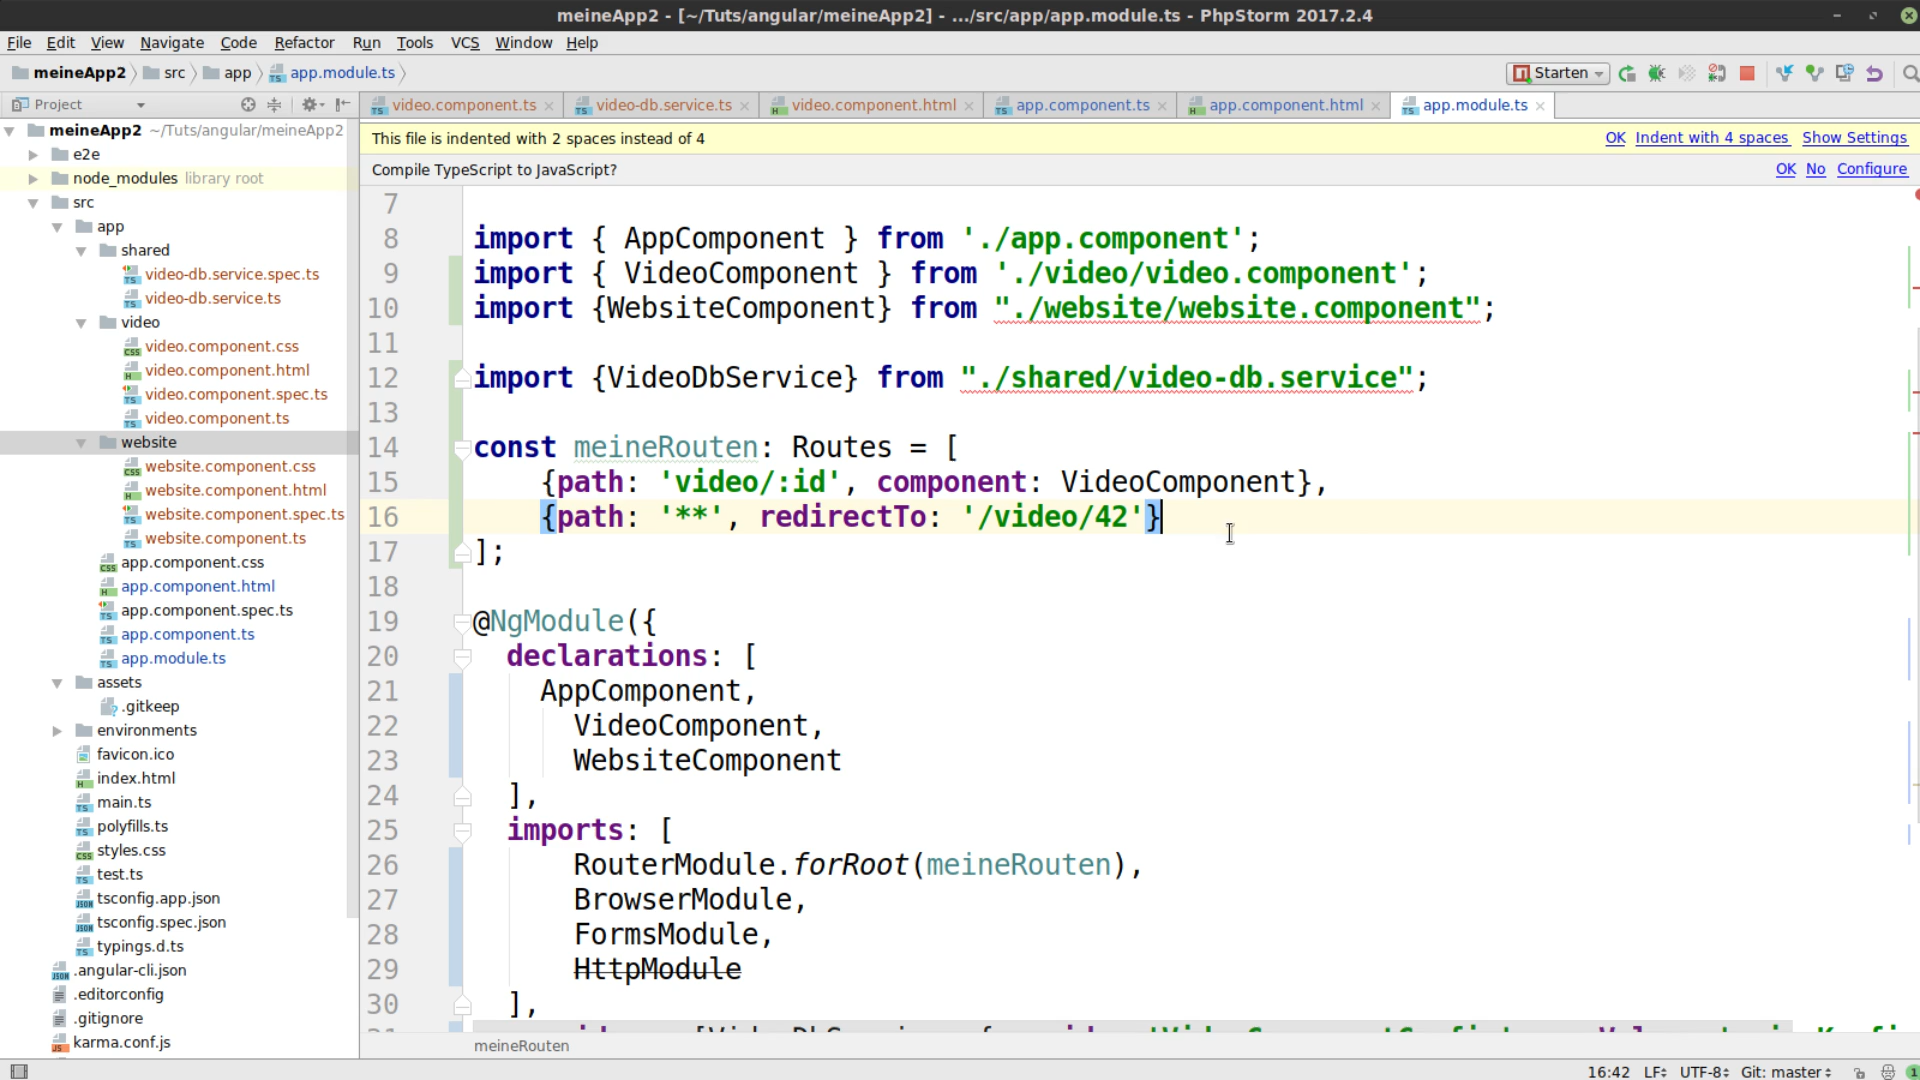 meineApp2 - [~/Tuts/angular/meineApp2] - .../src/app/app.module.ts - PhpStorm 2017.2.4
File Edit View Navigate Code Refactor Run Tools VCS Window Help
meineApp2 src app app.module.ts Starten
Project
video.component.ts video-db.service.ts video.component.html app.component.ts app.component.html app.module.ts
This file is indented with 2 spaces instead of 4 OK Indent with 4 spaces Show Settings
Compile TypeScript to JavaScript? OK No Configure
meineApp2 ~/Tuts/angular/meineApp2
e2e
node_modules library root
src
app
shared
video-db.service.spec.ts
video-db.service.ts
video
video.component.css
video.component.html
video.component.spec.ts
video.component.ts
website
website.component.css
website.component.html
website.component.spec.ts
website.component.ts
app.component.css
app.component.html
app.component.spec.ts
app.component.ts
app.module.ts
assets
.gitkeep
environments
favicon.ico
index.html
main.ts
polyfills.ts
styles.css
test.ts
tsconfig.app.json
tsconfig.spec.json
typings.d.ts
.angular-cli.json
.editorconfig
.gitignore
karma.conf.js
7
8 import { AppComponent } from './app.component';
9 import { VideoComponent } from './video/video.component';
10 import {WebsiteComponent} from "./website/website.component";
11
12 import {VideoDbService} from "./shared/video-db.service";
13
14 const meineRouten: Routes = [
15 {path: 'video/:id', component: VideoComponent},
16 {path: '**', redirectTo: '/video/42'}
17 ];
18
19 @NgModule({
20 declarations: [
21 AppComponent,
22 VideoComponent,
23 WebsiteComponent
24 ],
25 imports: [
26 RouterModule.forRoot(meineRouten),
27 BrowserModule,
28 FormsModule,
29 HttpModule
30 ],
meineRouten
16:42 LF÷ UTF-8÷ Git: master÷ 1